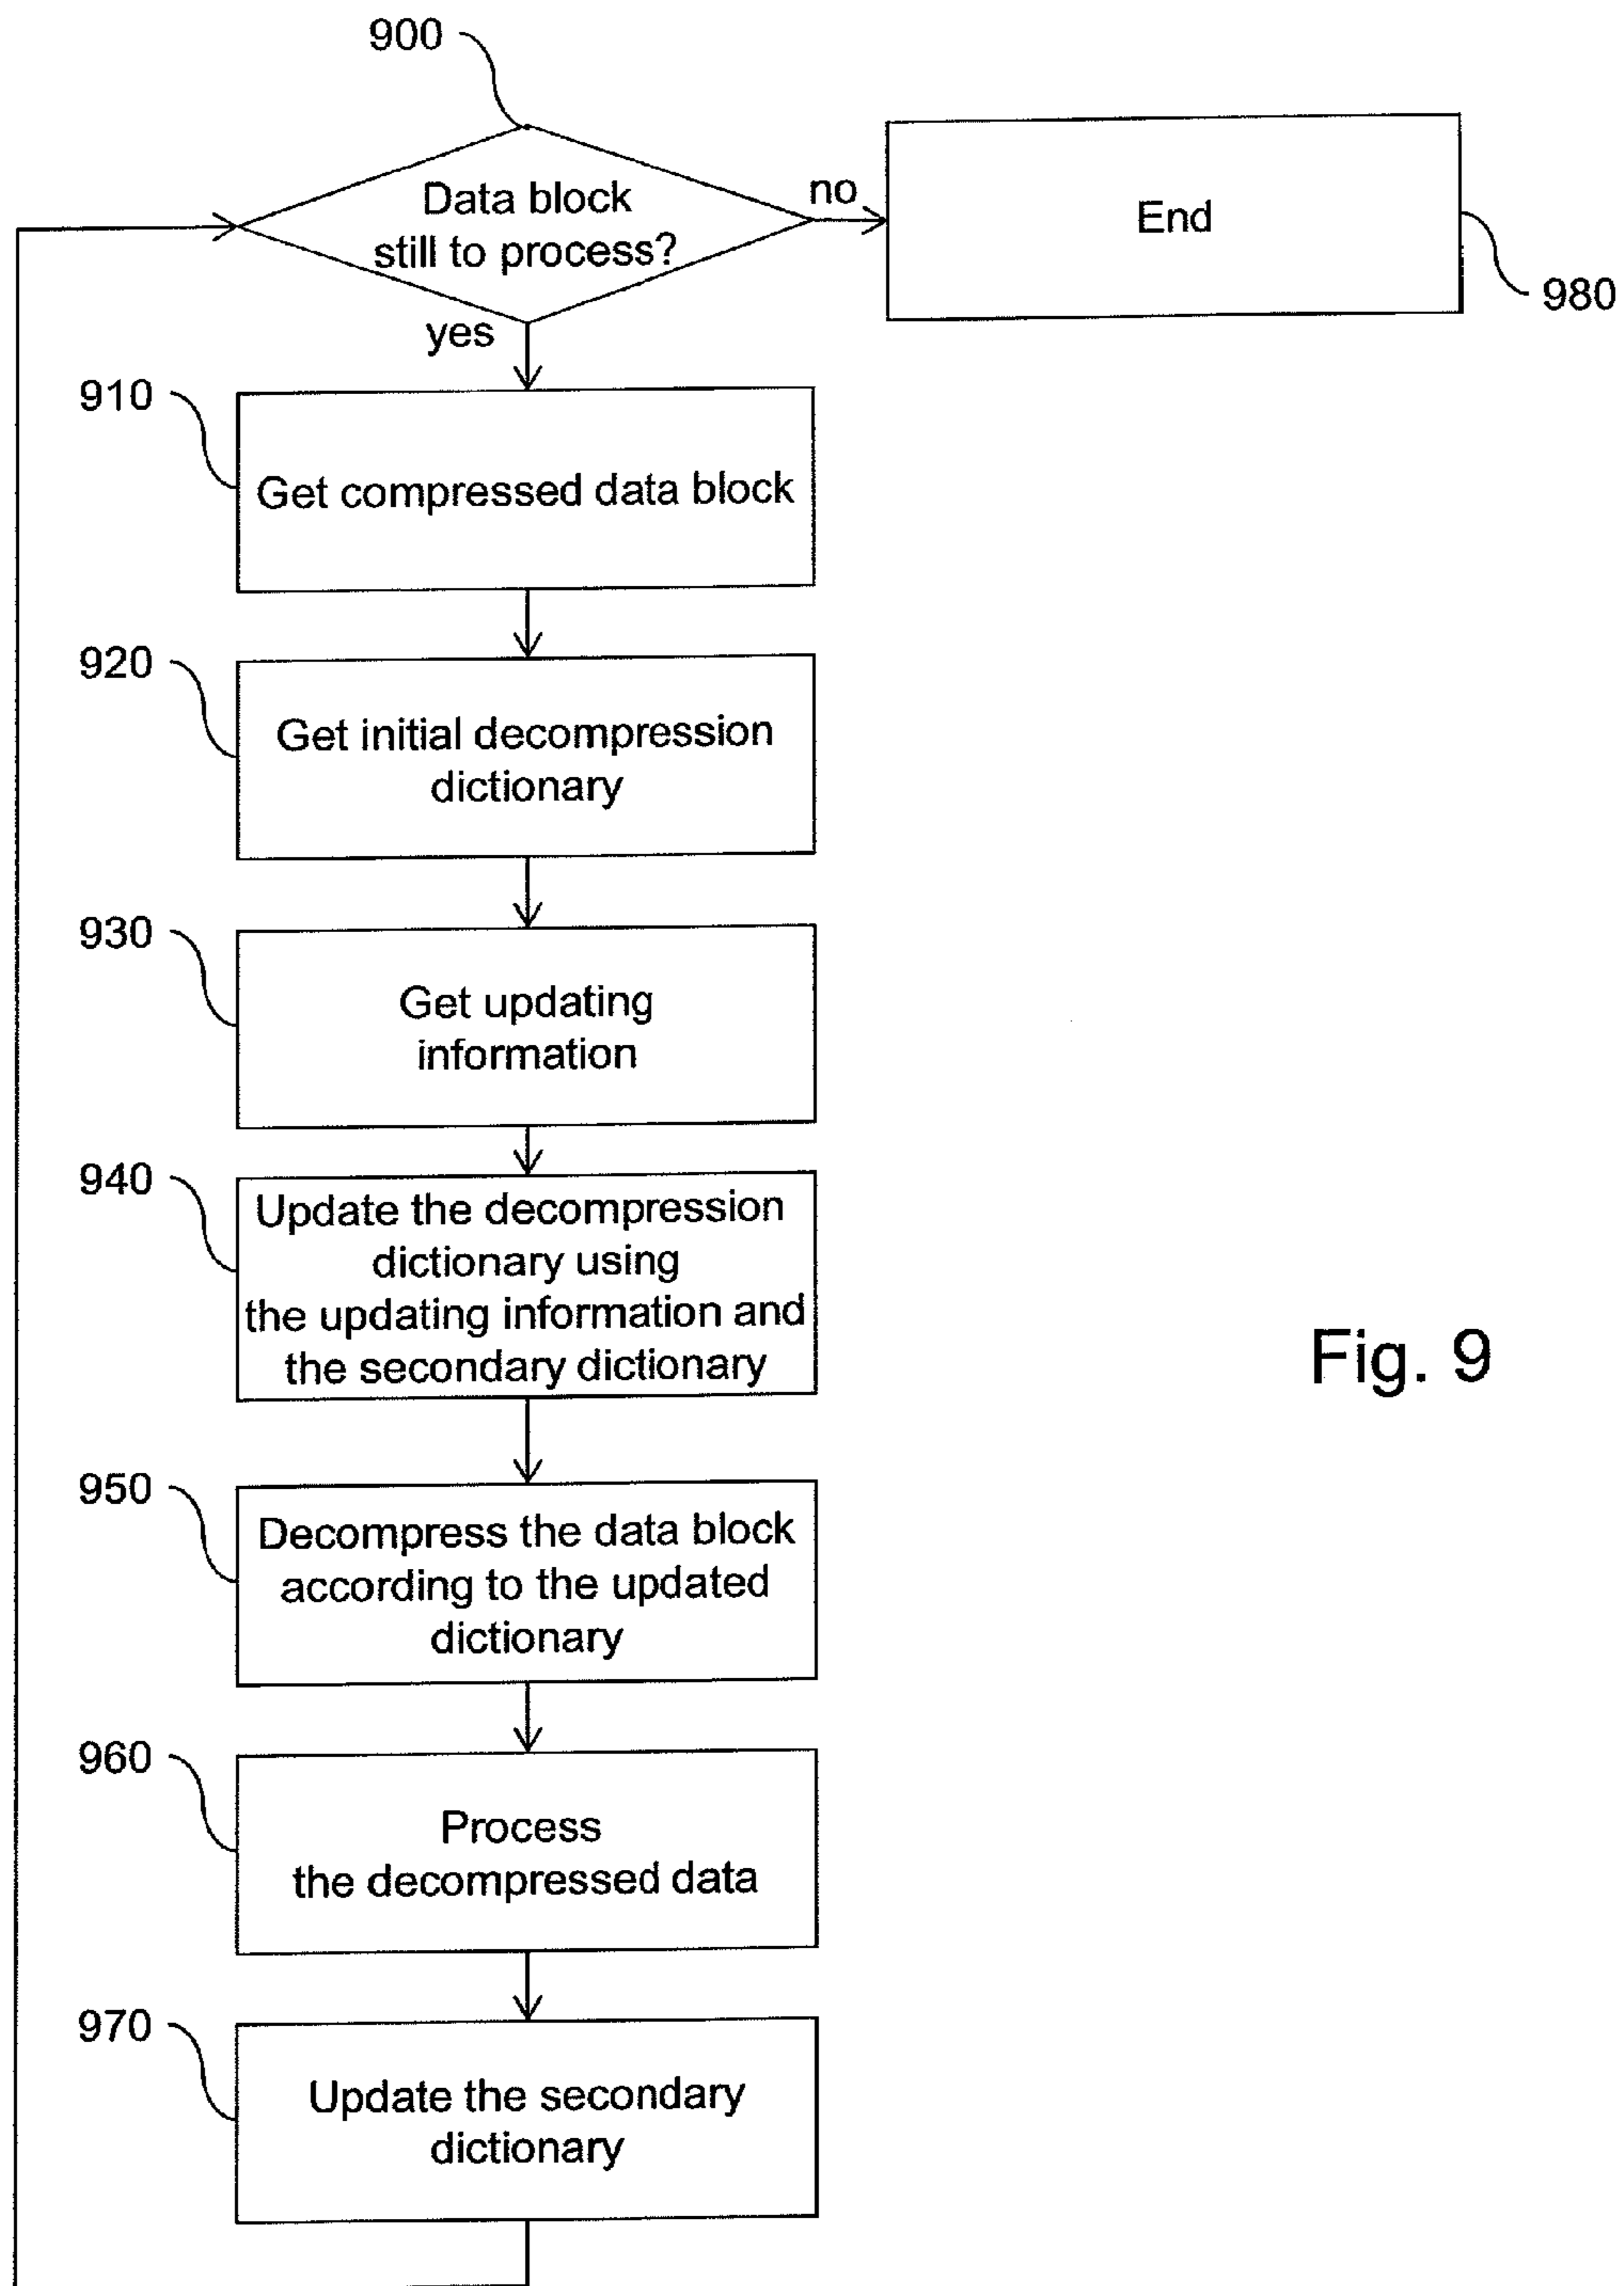 900
Data block
still to process?
no
End
980
yes
910
Get compressed data block
920
Get initial decompression
dictionary
930
Get updating
information
940
Update the decompression
dictionary using
the updating information and
the secondary dictionary
Fig. 9
950
Decompress the data block
according to the updated
dictionary
960
Process
the decompressed data
970
Update the secondary
dictionary